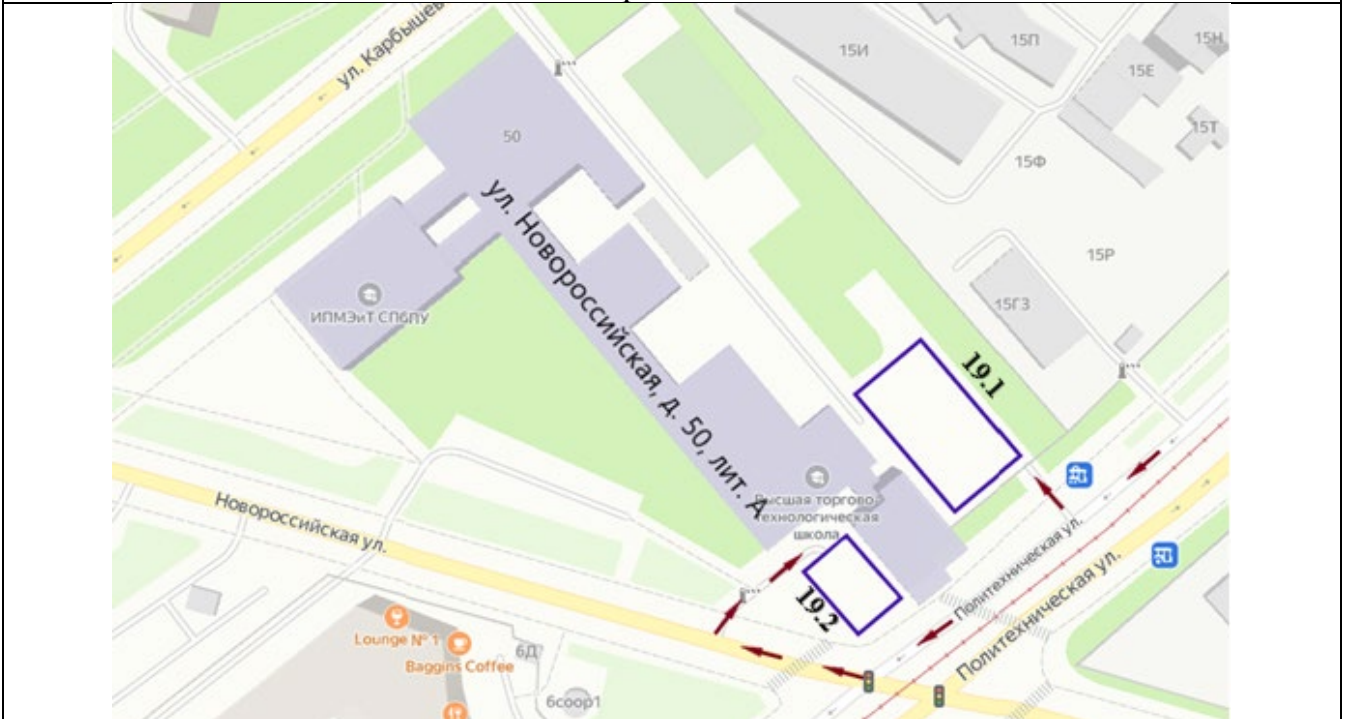 ул. Карбышев
50
15И
15П
15Н
15Е
15Т
15Ф
15Р
15Г3
ул. Новороссийская, д. 50, лит. А
ИПМЭиТ СПбПУ
19.1
Высшая торгово-
технологическая
школа
19.2
Новороссийская ул.
Политехническая ул.
Политехническая ул.
Lounge № 1
Baggins Coffee
6Д
6соор1